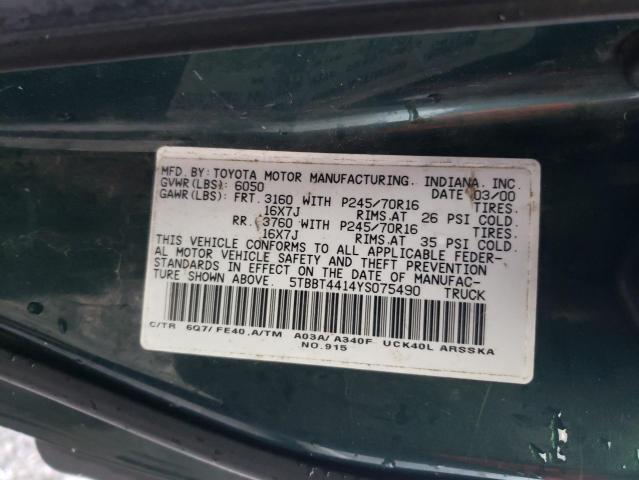 MFD. BY: TOYOTA MOTOR MANUFACTURING. INDIANA. INC.
GVWR(LBS): 6050 DATE: 03/00
GAWR(LBS): FRT. 3160 WITH P245/70R16 TIRES.
16X7J RIMS.AT 26 PSI COLD.
RR. 3760 WITH P245/70R16 TIRES.
16X7J RIMS.AT 35 PSI COLD.
THIS VEHICLE CONFORMS TO ALL APPLICABLE FEDER-
AL MOTOR VEHICLE SAFETY AND THEFT PREVENTION
STANDARDS IN EFFECT ON THE DATE OF MANUFAC-
TURE SHOWN ABOVE. 5TBBT4414YS075490 TRUCK
C/TR 6Q7/ FE40.A/TM A03A/ A340F UCK40L ARSSKA
NO.915